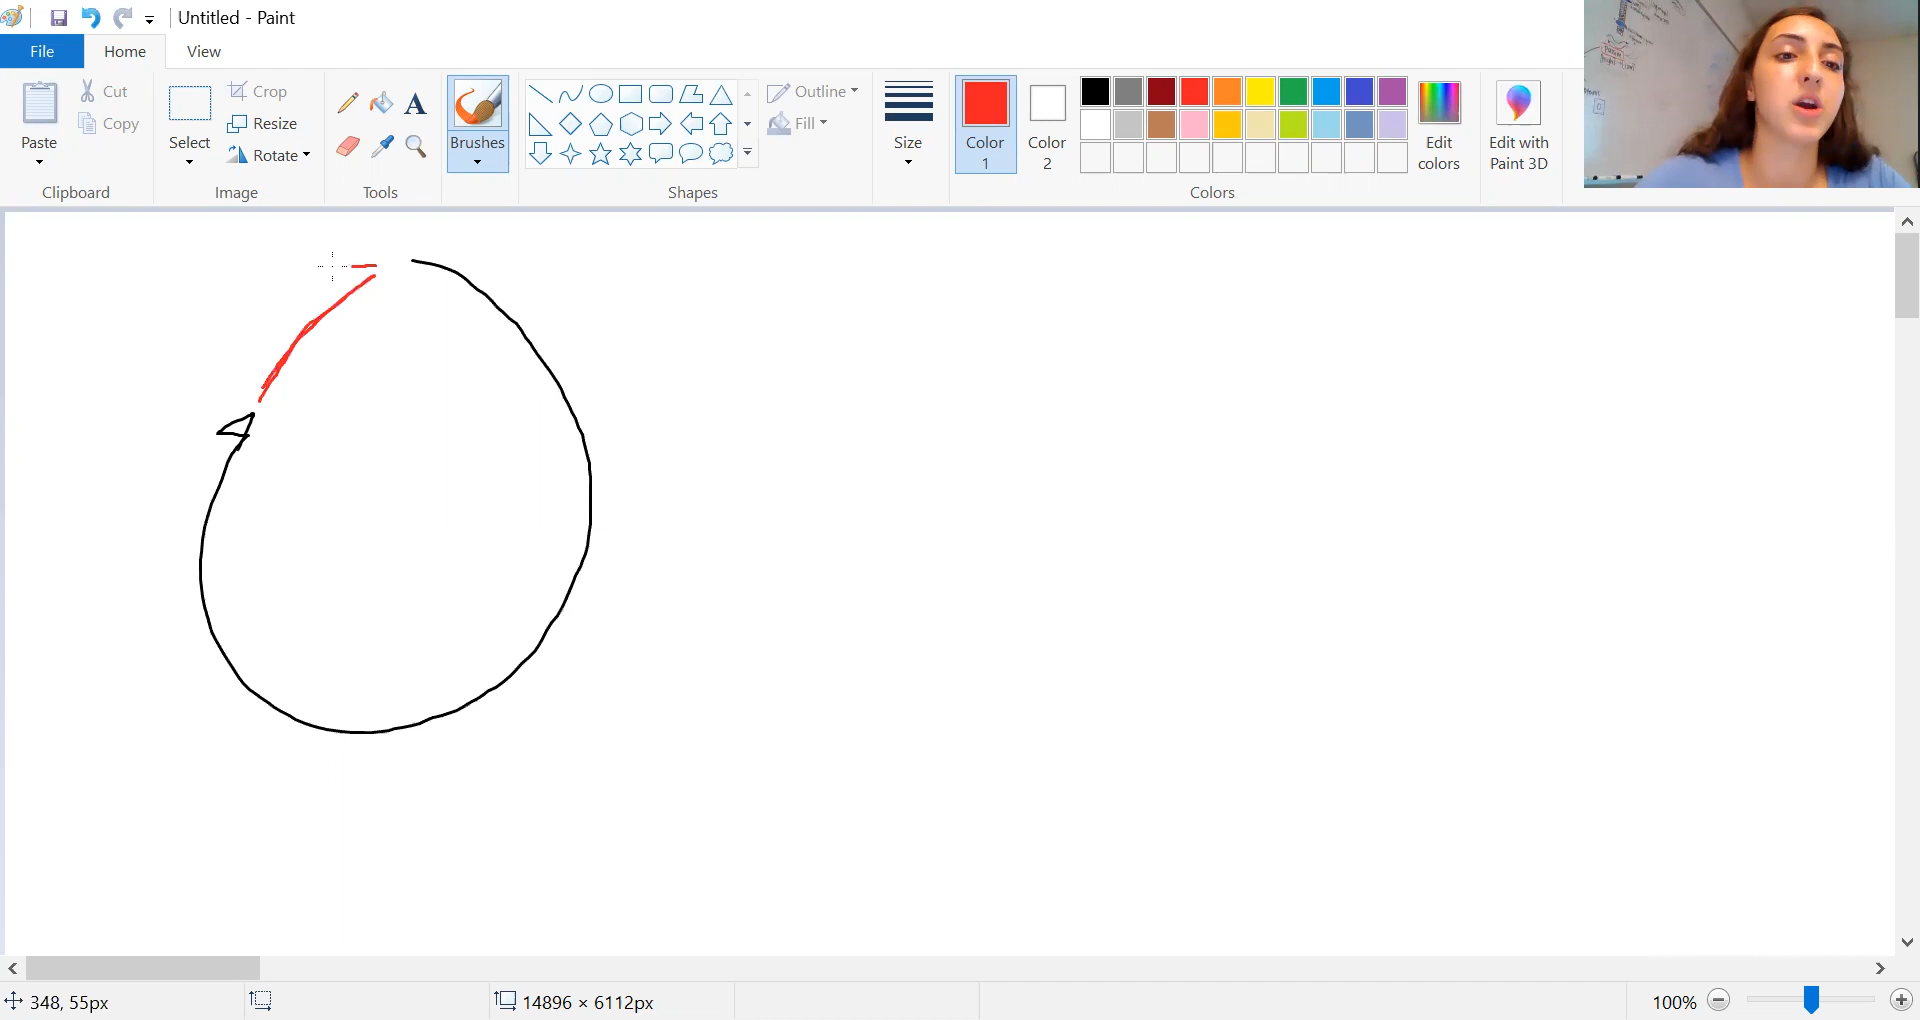 Untitled - Paint
File Home View
Paste
Cut
Copy
Clipboard
Select
Crop
Resize
Rotate
Image
A
Tools
Brushes
Shapes
Outline
Fill
Size
Color 1
Color 2
Colors
Edit colors
Edit with Paint 3D
348, 55px
14896 × 6112px
100%